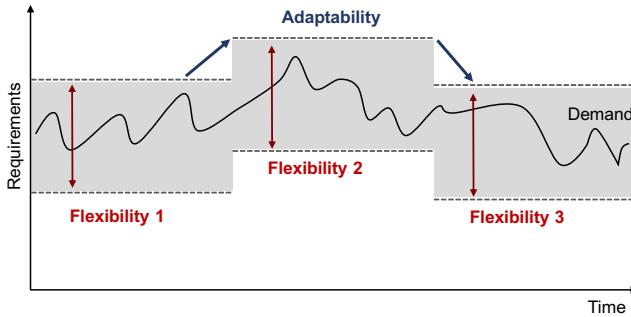 Adaptability
Requirements
Demand
Flexibility 2
Flexibility 1
Flexibility 3
Time